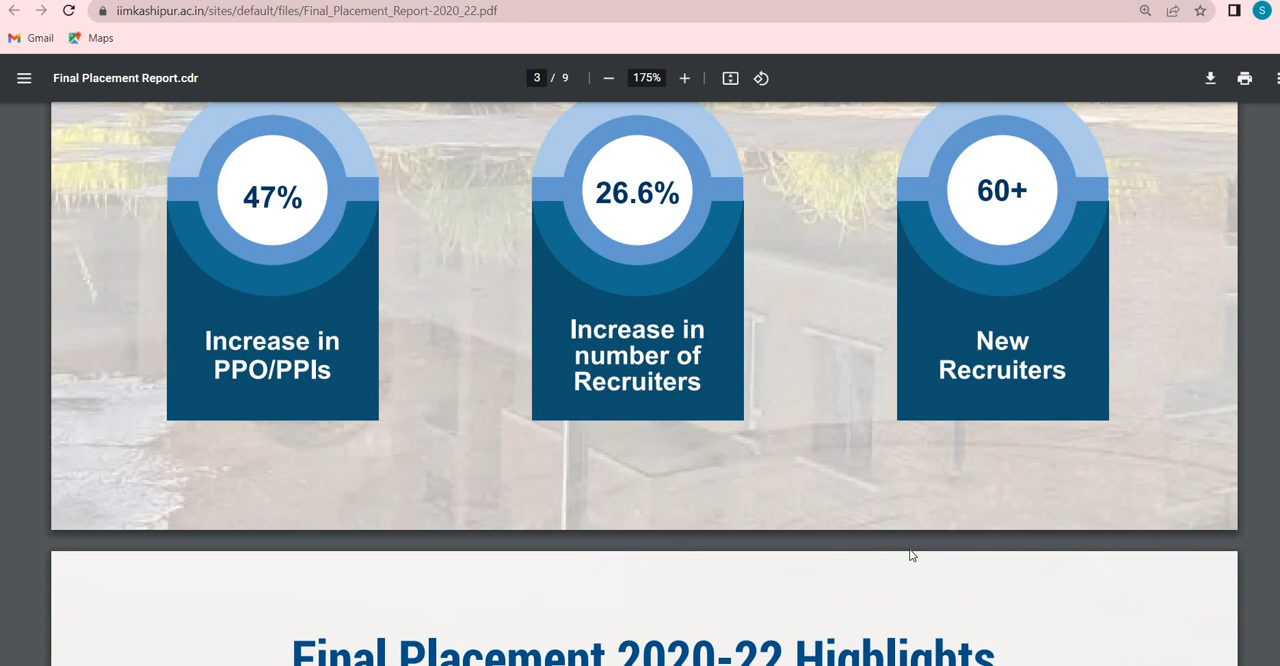 iimkashipur.ac.in/sites/default/files/Final_Placement_Report-2020_22.pdf
S
Gmail
Maps
Final Placement Report.cdr
3 / 9
175%
47%
26.6%
60+
Increase in
PPO/PPIs
Increase in
number of
Recruiters
New
Recruiters
Final Placement 2020-22 Highlights